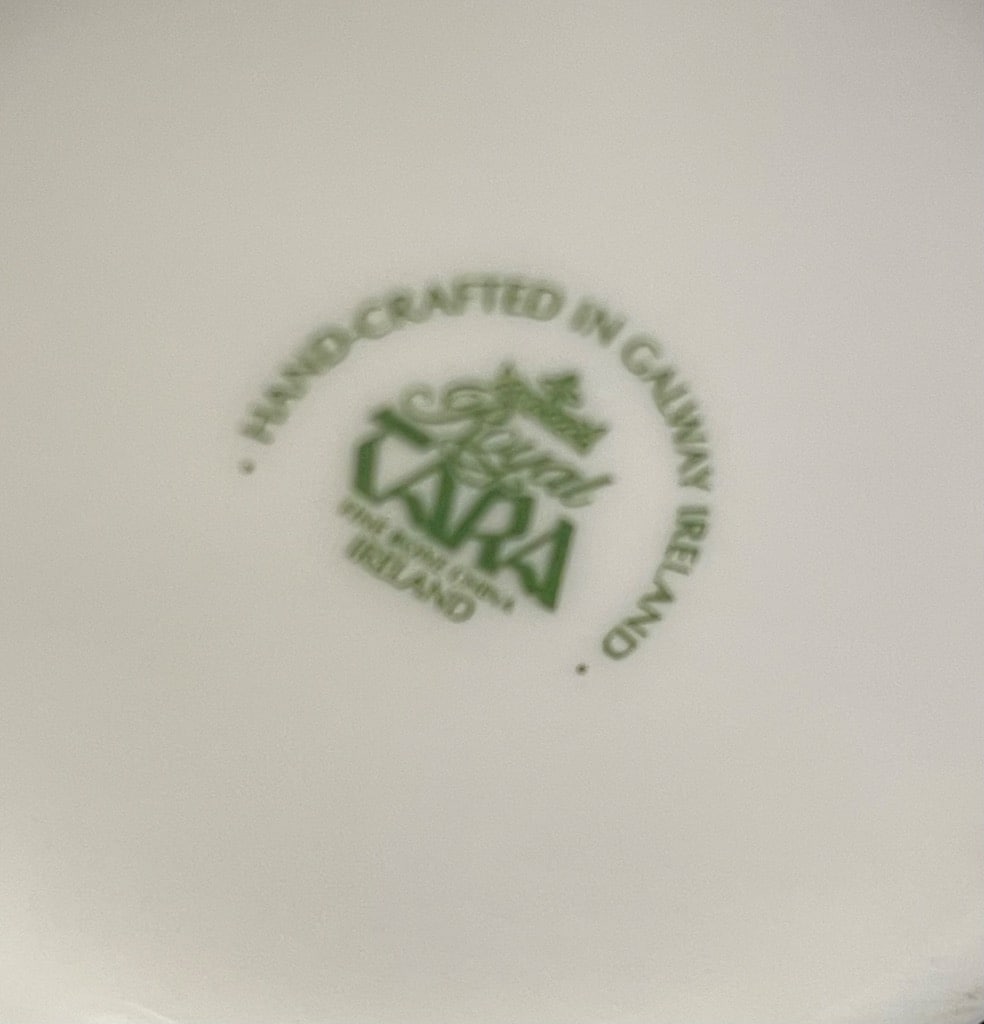 • HAND-CRAFTED IN GALWAY IRELAND •
Royal
TARA
FINE BONE CHINA
IRELAND